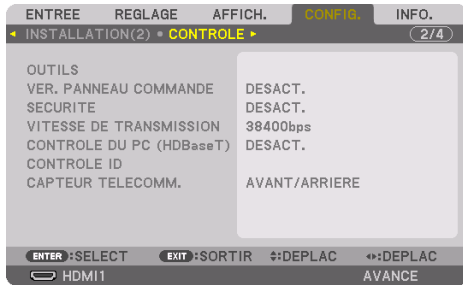 ENTREE REGLAGE AFFICH. CONFIG. INFO.
INSTALLATION(2) • CONTROLE 2/4
OUTILS
VER. PANNEAU COMMANDE DESACT.
SECURITE DESACT.
VITESSE DE TRANSMISSION 38400bps
CONTROLE DU PC (HDBaseT) DESACT.
CONTROLE ID
CAPTEUR TELECOMM. AVANT/ARRIERE
ENTER :SELECT EXIT :SORTIR :DEPLAC :DEPLAC
HDMI1 AVANCE